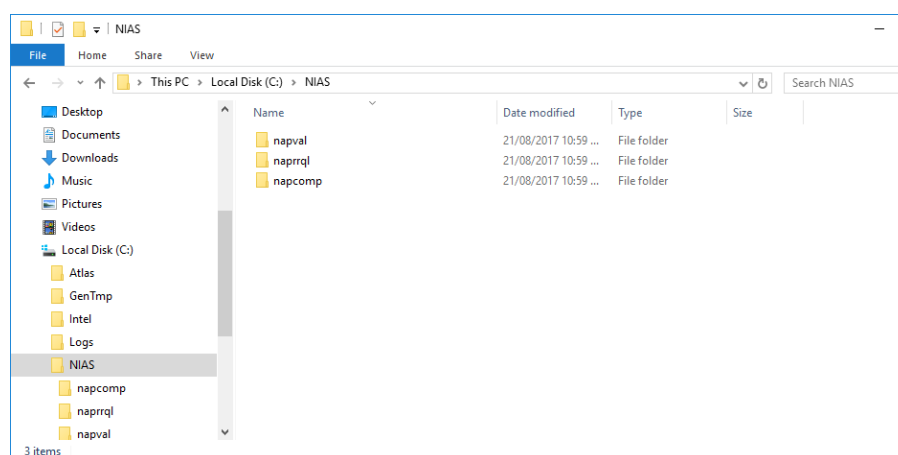 NIAS
File Home Share View
This PC > Local Disk (C:) > NIAS Search NIAS
Desktop
Documents
Downloads
Music
Pictures
Videos
Local Disk (C:)
Atlas
GenTmp
Intel
Logs
NIAS
napcomp
naprrql
napval
Name Date modified Type Size
napval 21/08/2017 10:59 ... File folder
naprrql 21/08/2017 10:59 ... File folder
napcomp 21/08/2017 10:59 ... File folder
3 items